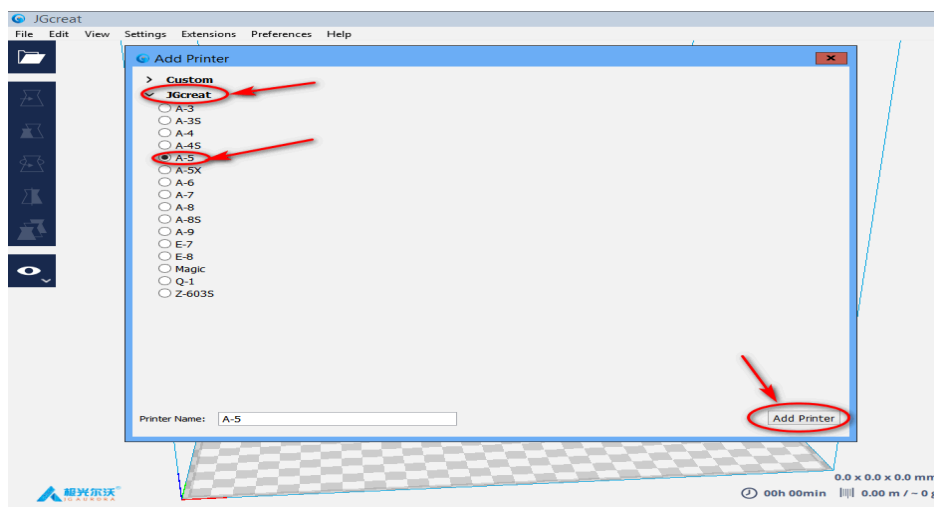 JGcreat
File Edit View Settings Extensions Preferences Help
Add Printer
Custom
JGcreat
A-3
A-3S
A-4
A-4S
A-5
A-5X
A-6
A-7
A-8
A-8S
A-9
E-7
E-8
Magic
Q-1
Z-603S
Printer Name: A-5 Add Printer
0.0 x 0.0 x 0.0 mm
极光尔沃®
JG AURORA
00h 00min 0.00 m / ~ 0 g